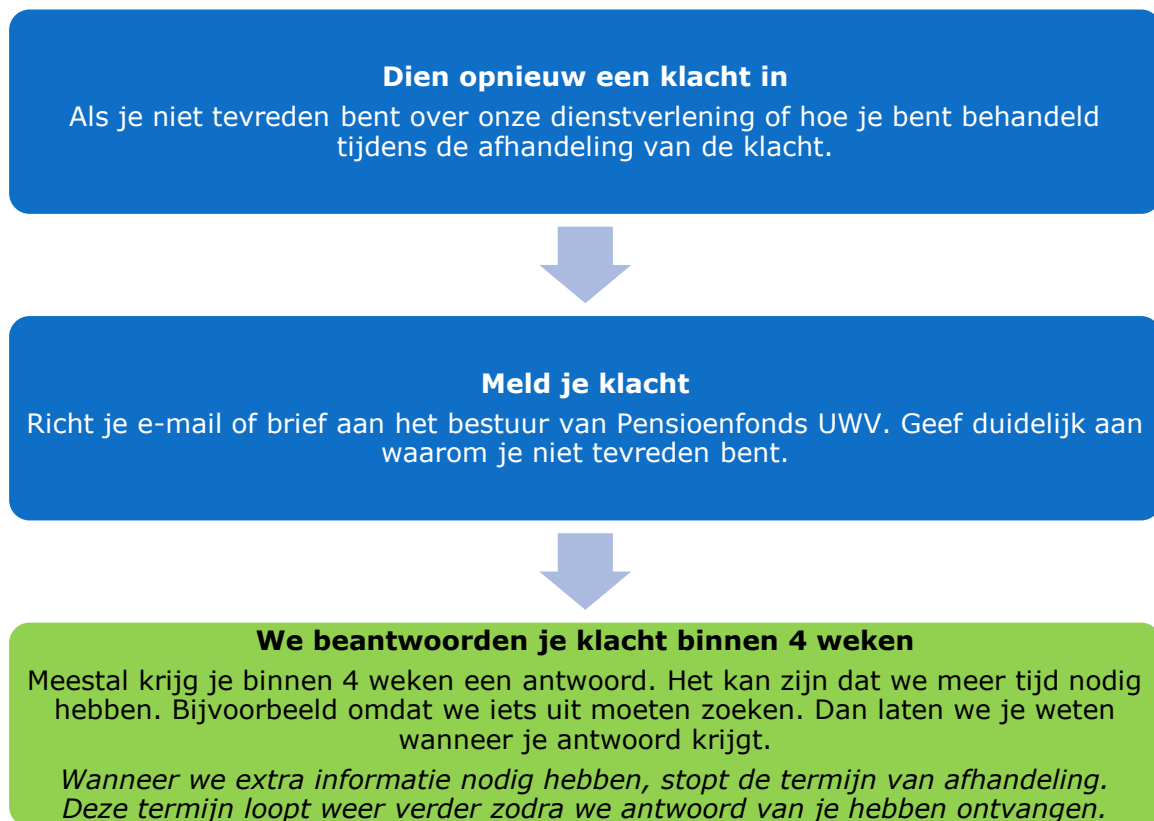 Dien opnieuw een klacht in
Als je niet tevreden bent over onze dienstverlening of hoe je bent behandeld
tijdens de afhandeling van de klacht.
Meld je klacht
Richt je e-mail of brief aan het bestuur van Pensioenfonds UWV. Geef duidelijk aan
waarom je niet tevreden bent.
We beantwoorden je klacht binnen 4 weken
Meestal krijg je binnen 4 weken een antwoord. Het kan zijn dat we meer tijd nodig
hebben. Bijvoorbeeld omdat we iets uit moeten zoeken. Dan laten we je weten
wanneer je antwoord krijgt.
Wanneer we extra informatie nodig hebben, stopt de termijn van afhandeling.
Deze termijn loopt weer verder zodra we antwoord van je hebben ontvangen.